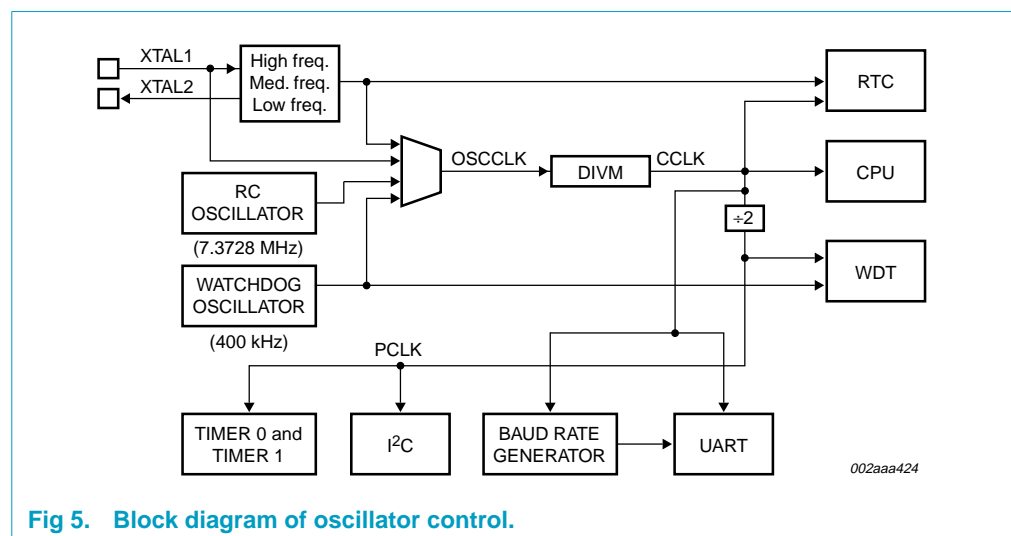 XTAL1
XTAL2
High freq.
Med. freq.
Low freq.
RTC
OSCCLK
DIVM
CCLK
CPU
RC
OSCILLATOR
(7.3728 MHz)
÷2
WATCHDOG
OSCILLATOR
(400 kHz)
WDT
PCLK
TIMER 0 and
TIMER 1
I²C
BAUD RATE
GENERATOR
UART
002aaa424
Fig 5. Block diagram of oscillator control.